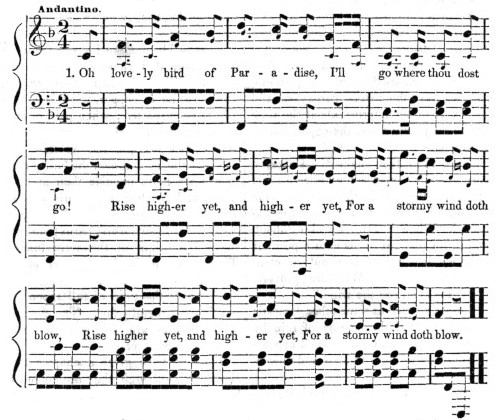 Andantino.
1. Oh love-ly bird of Par-a-dise, I'll go where thou dost
go! Rise high-er yet, and high-er yet, For a stormy wind doth
blow, Rise higher yet, and high-er yet, For a stormy wind doth blow.